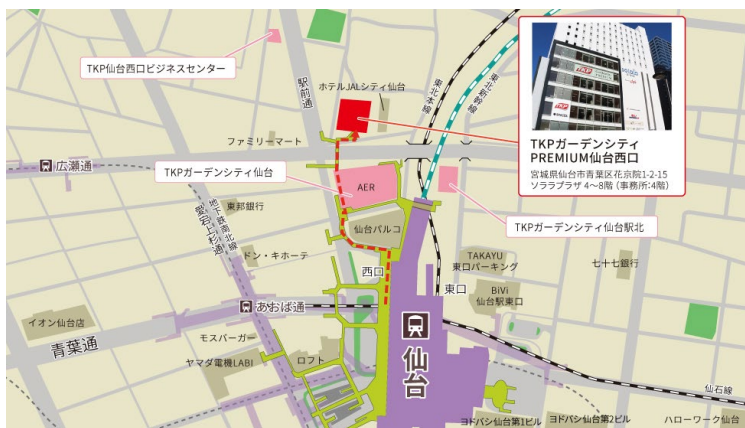 TKP仙台西口ビジネスセンター
駅前通
ホテルJALシティ仙台
東北本線
東北新幹線
TKP
TKPガーデンシティ
PREMIUM仙台西口
宮城県仙台市青葉区花京院1-2-15
ソララプラザ 4〜8階 (事務所:4階)
ファミリーマート
広瀬通
TKPガーデンシティ仙台
AER
東邦銀行
仙台パルコ
TKPガーデンシティ仙台駅北
地下鉄南北線
愛宕上杉通
ドン・キホーテ
西口
TAKAYU
東口パーキング
七十七銀行
東口
BiVi
仙台駅東口
あおば通
イオン仙台店
青葉通
モスバーガー
ヤマダ電機LABI
ロフト
仙台
仙石線
ヨドバシ仙台第1ビル
ヨドバシ仙台第2ビル
ハローワーク仙台